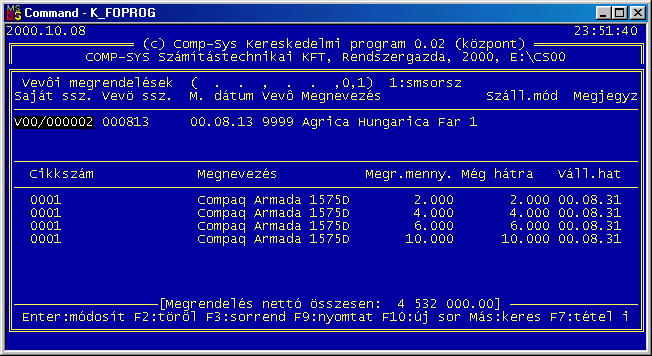 Command - K_FOPROG
2000.10.08 23:51:40
(c) Comp-Sys Kereskedelmi program 0.02 (központ)
COMP-SYS Számítástechnikai KFT, Rendszergazda, 2000, E:\CS00
Vevôi megrendelések ( . . , . . ,0,1) 1:smsorsz
Saját ssz. Vevö ssz. M. dátum Vevô Megnevezés Száll.mód Megjegyz
V00/000002 000813 00.08.13 9999 Agrica Hungarica Far 1
Cikkszám Megnevezés Megr.menny. Még hátra Váll.hat
0001 Compaq Armada 1575D 2.000 2.000 00.08.31
0001 Compaq Armada 1575D 4.000 4.000 00.08.31
0001 Compaq Armada 1575D 6.000 6.000 00.08.31
0001 Compaq Armada 1575D 10.000 10.000 00.08.31
[Megrendelés nettó összesen: 4 532 000.00]
Enter:módosít F2:töröl F3:sorrend F9:nyomtat F10:új sor Más:keres F7:tétel i